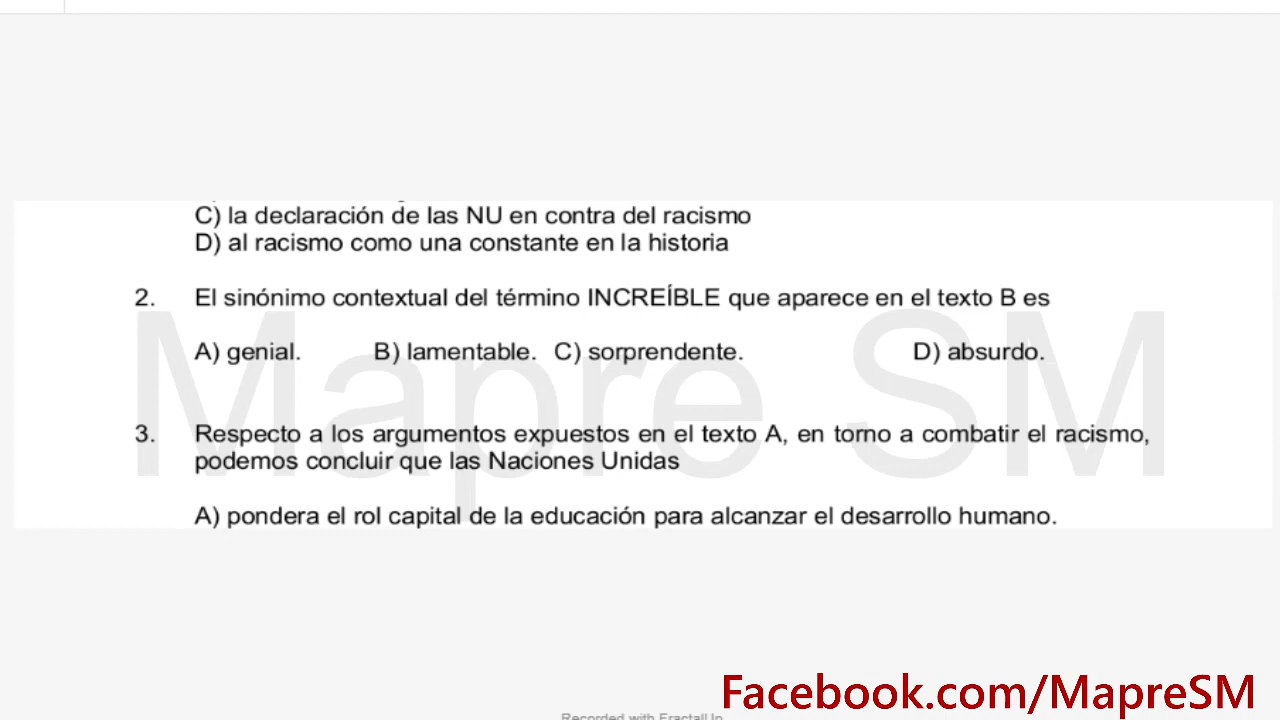 C) la declaración de las NU en contra del racismo
D) al racismo como una constante en la historia
2. El sinónimo contextual del término INCREÍBLE que aparece en el texto B es
A) genial. B) lamentable. C) sorprendente. D) absurdo.
Mapre SM
3. Respecto a los argumentos expuestos en el texto A, en torno a combatir el racismo,
podemos concluir que las Naciones Unidas
A) pondera el rol capital de la educación para alcanzar el desarrollo humano.
Facebook.com/MapreSM
Recorded with FractalUp